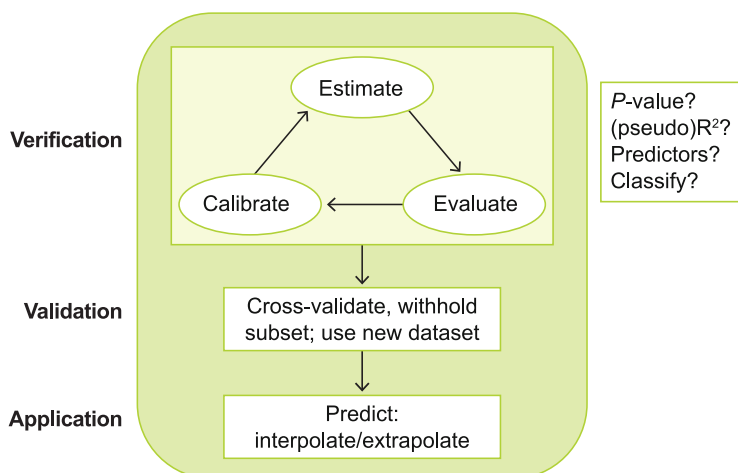 Verification
Estimate
Calibrate
Evaluate
P-value?
(pseudo)R²?
Predictors?
Classify?
Validation
Cross-validate, withhold
subset; use new dataset
Application
Predict:
interpolate/extrapolate